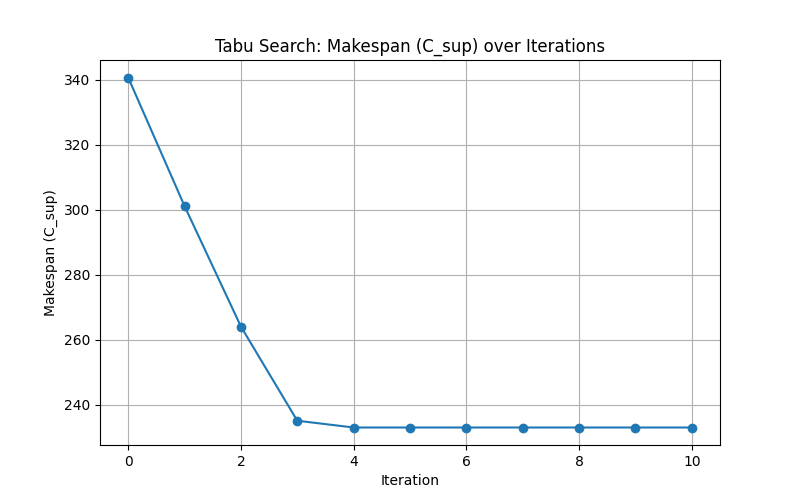 Tabu Search: Makespan (C_sup) over Iterations
Makespan (C_sup)
340
320
300
280
260
240
0 2 4 6 8 10
Iteration